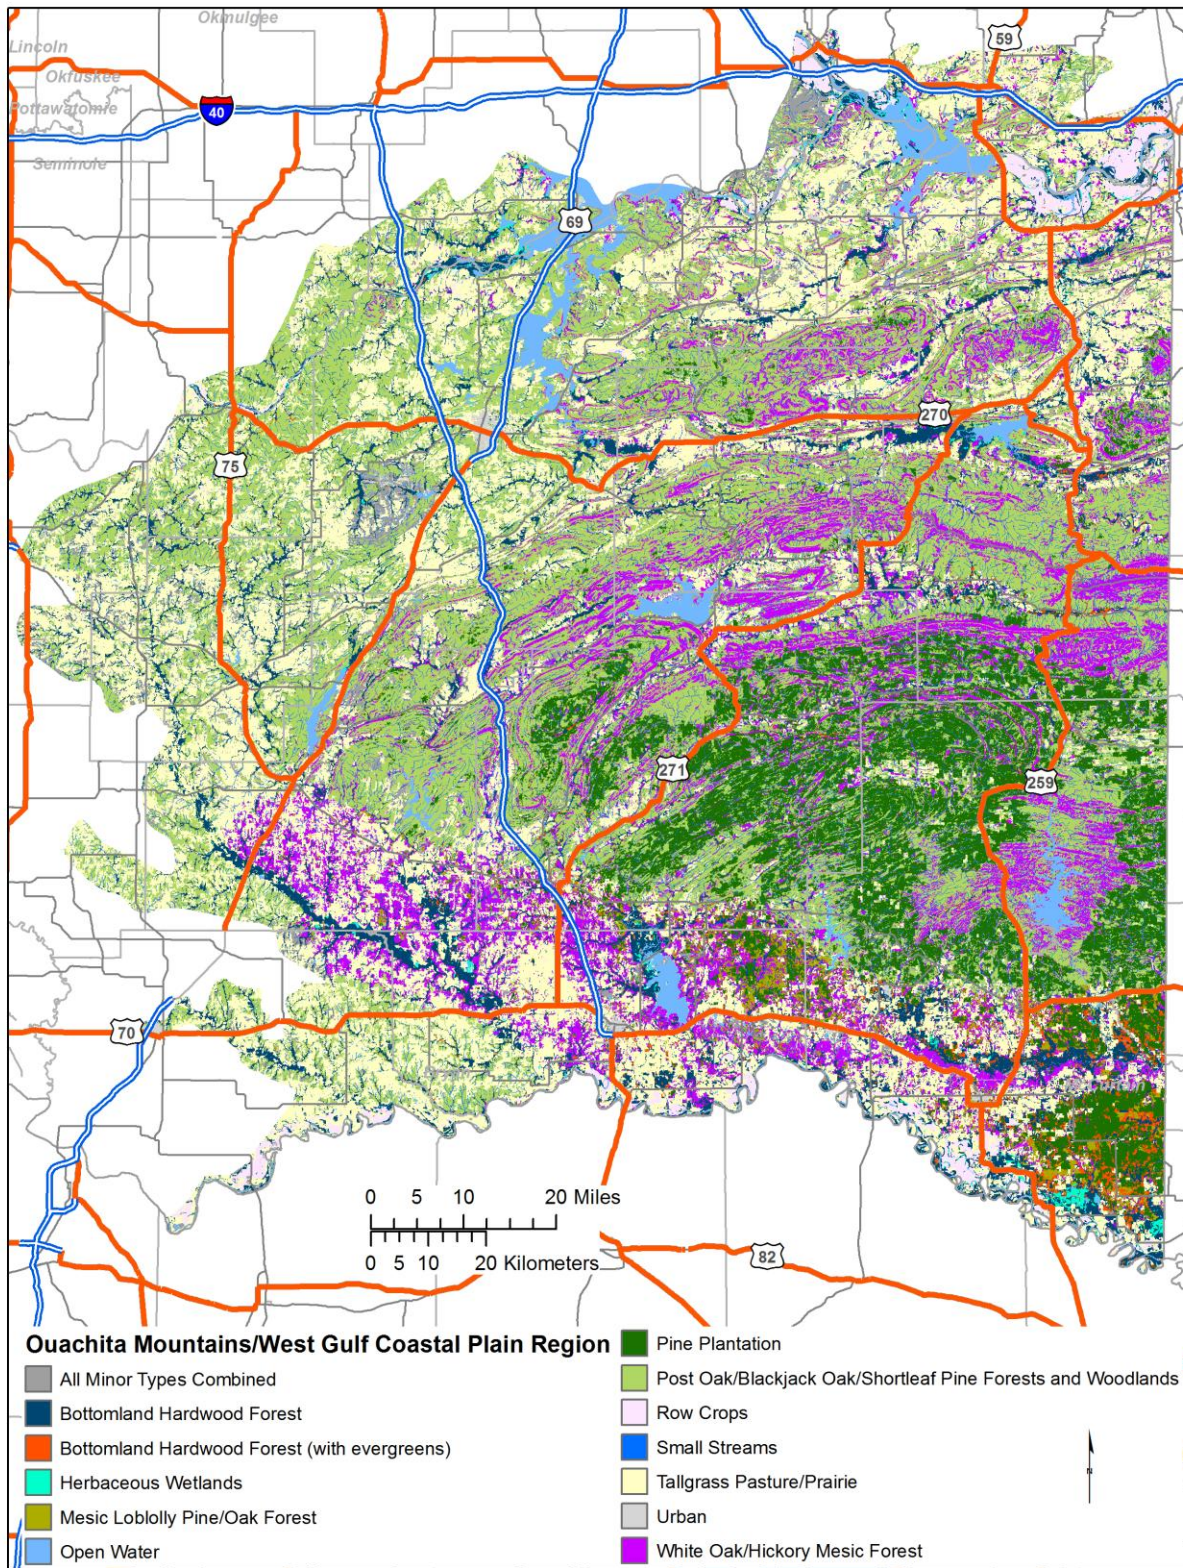 Okmulgee
59
Lincoln
Okfuskee
Pottawatomie
40
Seminole
69
270
75
271
259
70
0 5 10 20 Miles
0 5 10 20 Kilometers
82
Ouachita Mountains/West Gulf Coastal Plain Region
All Minor Types Combined
Bottomland Hardwood Forest
Bottomland Hardwood Forest (with evergreens)
Herbaceous Wetlands
Mesic Loblolly Pine/Oak Forest
Open Water
Pine Plantation
Post Oak/Blackjack Oak/Shortleaf Pine Forests and Woodlands
Row Crops
Small Streams
Tallgrass Pasture/Prairie
Urban
White Oak/Hickory Mesic Forest